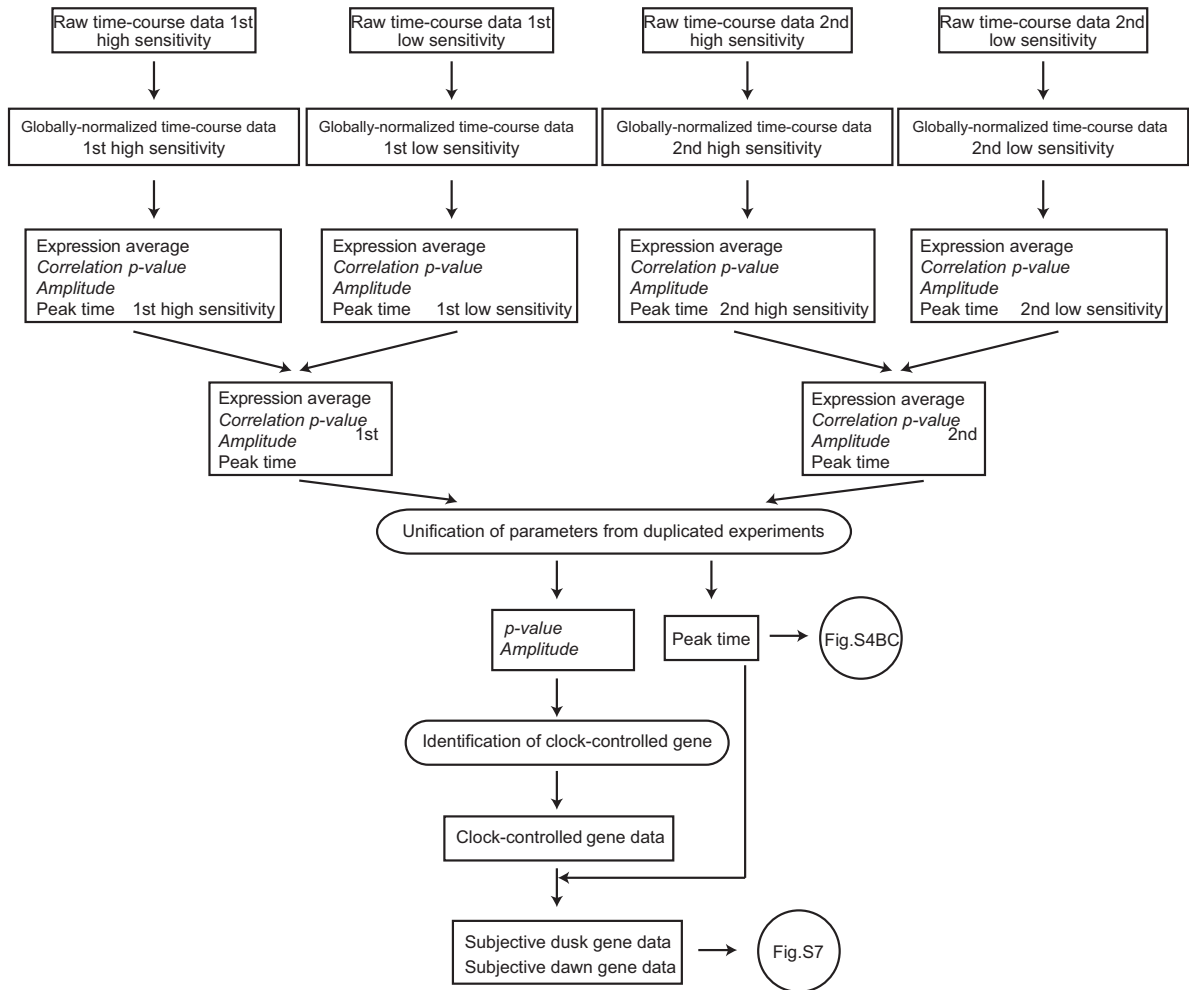 Raw time-course data 1st
high sensitivity
Raw time-course data 1st
low sensitivity
Raw time-course data 2nd
high sensitivity
Raw time-course data 2nd
low sensitivity
Globally-normalized time-course data
1st high sensitivity
Globally-normalized time-course data
1st low sensitivity
Globally-normalized time-course data
2nd high sensitivity
Globally-normalized time-course data
2nd low sensitivity
Expression average
Correlation p-value
Amplitude
Peak time 1st high sensitivity
Expression average
Correlation p-value
Amplitude
Peak time 1st low sensitivity
Expression average
Correlation p-value
Amplitude
Peak time 2nd high sensitivity
Expression average
Correlation p-value
Amplitude
Peak time 2nd low sensitivity
Expression average
Correlation p-value
1st
Amplitude
Peak time
Expression average
Correlation p-value
2nd
Amplitude
Peak time
Unification of parameters from duplicated experiments
p-value
Amplitude
Peak time
Fig.S4BC
Identification of clock-controlled gene
Clock-controlled gene data
Subjective dusk gene data
Subjective dawn gene data
Fig.S7